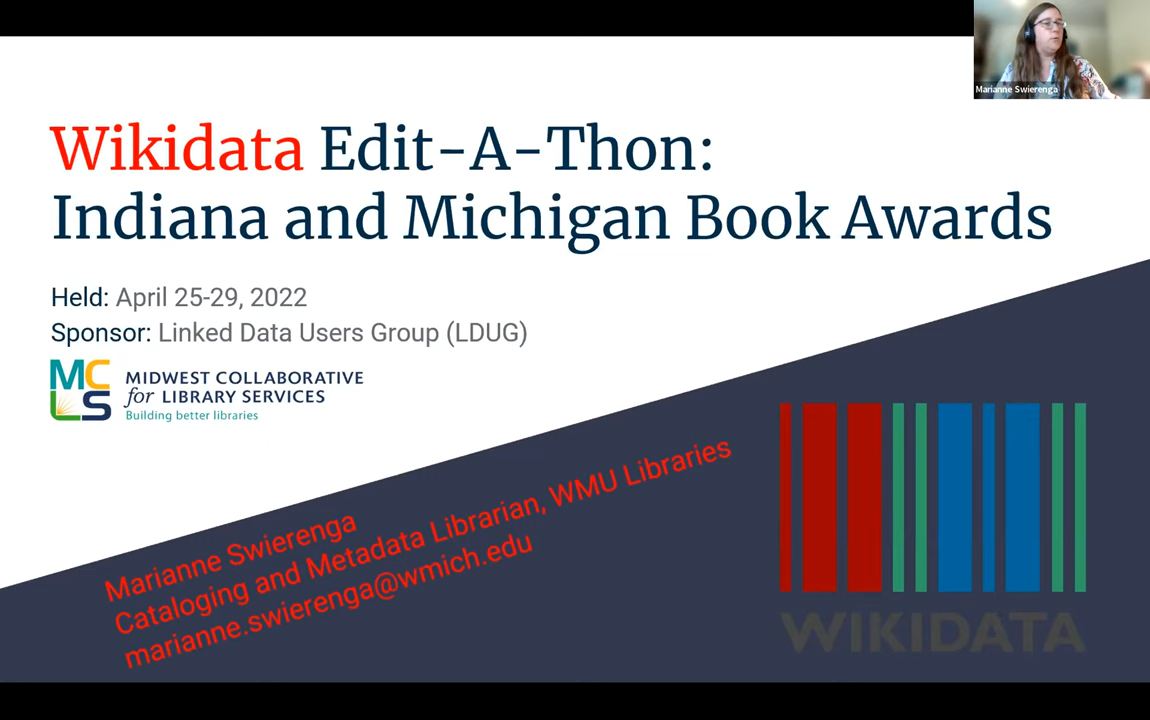 Marianne Swierenga
Wikidata Edit-A-Thon:
Indiana and Michigan Book Awards
Held: April 25-29, 2022
Sponsor: Linked Data Users Group (LDUG)
MCLS
MIDWEST COLLABORATIVE
for LIBRARY SERVICES
Building better libraries
Marianne Swierenga
Cataloging and Metadata Librarian, WMU Libraries
marianne.swierenga@wmich.edu
WIKIDATA